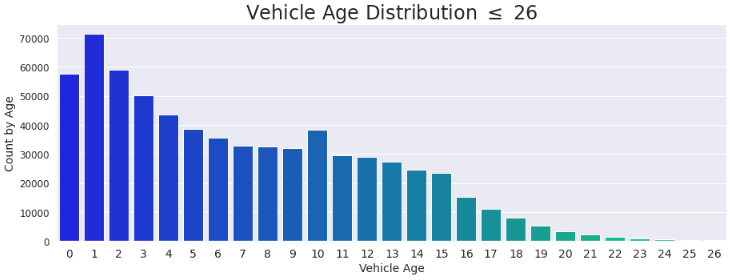 Vehicle Age Distribution ≤ 26
Count by Age
70000
60000
50000
40000
30000
20000
10000
0
0 1 2 3 4 5 6 7 8 9 10 11 12 13 14 15 16 17 18 19 20 21 22 23 24 25 26
Vehicle Age